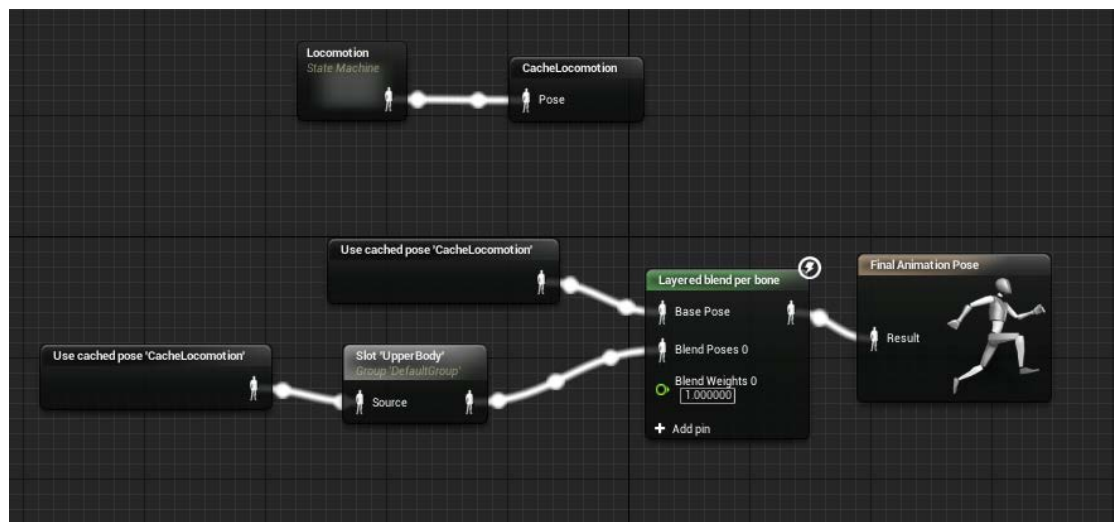 Locomotion
State Machine
CacheLocomotion
Pose
Use cached pose 'CacheLocomotion'
Layered blend per bone
Base Pose
Blend Poses 0
Blend Weights 0
1.000000
Add pin
Final Animation Pose
Result
Use cached pose 'CacheLocomotion'
Slot 'UpperBody'
Group 'DefaultGroup'
Source